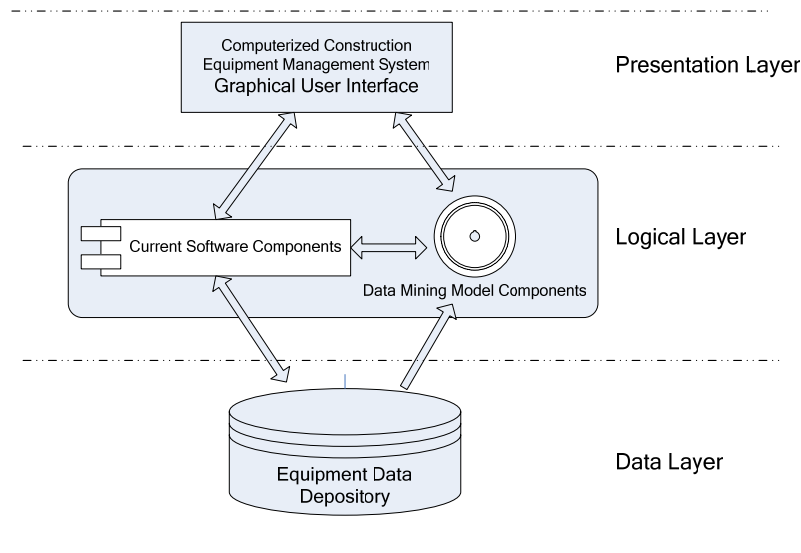 Computerized Construction
Equipment Management System
Graphical User Interface
Presentation Layer
Current Software Components
Logical Layer
Data Mining Model Components
Equipment Data
Depository
Data Layer